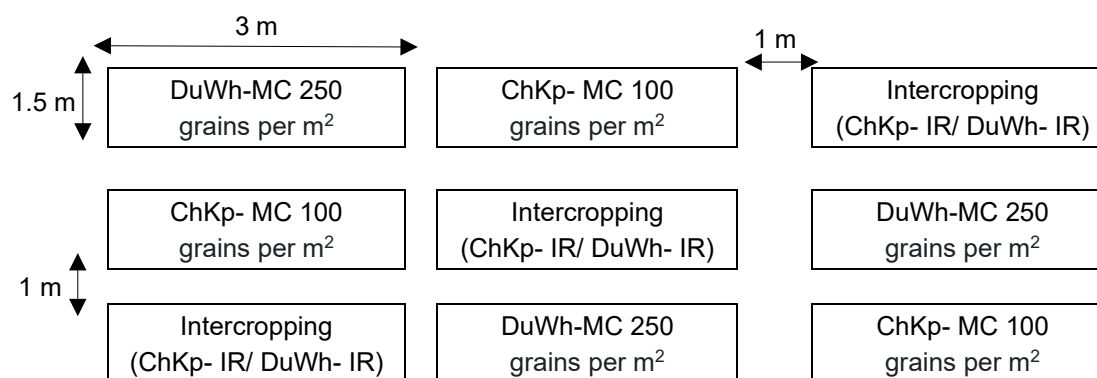 3 m
1 m
1.5 m
DuWh-MC 250
grains per m²
ChKp- MC 100
grains per m²
Intercropping
(ChKp- IR/ DuWh- IR)
ChKp- MC 100
grains per m²
Intercropping
(ChKp- IR/ DuWh- IR)
DuWh-MC 250
grains per m²
1 m
Intercropping
(ChKp- IR/ DuWh- IR)
DuWh-MC 250
grains per m²
ChKp- MC 100
grains per m²